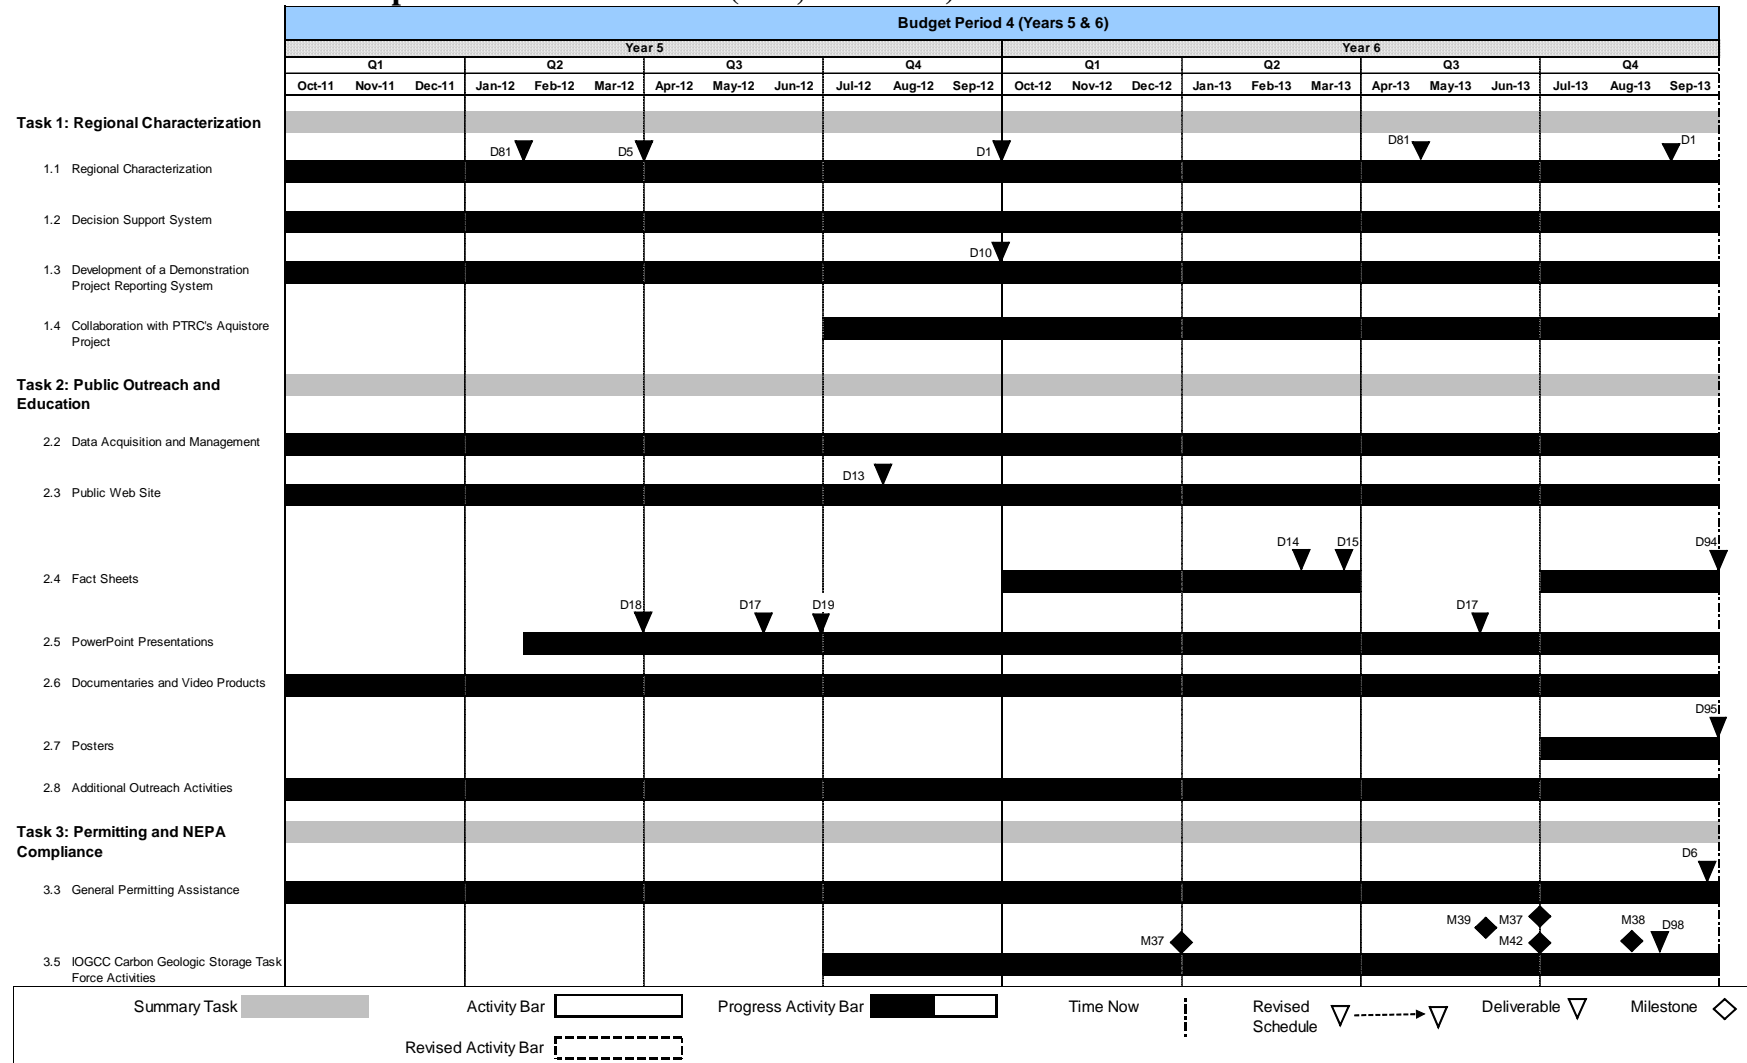 Budget Period 4 (Years 5 & 6)
Year 5 Year 6
Q1 Q2 Q3 Q4 Q1 Q2 Q3 Q4
Oct-11 Nov-11 Dec-11 Jan-12 Feb-12 Mar-12 Apr-12 May-12 Jun-12 Jul-12 Aug-12 Sep-12 Oct-12 Nov-12 Dec-12 Jan-13 Feb-13 Mar-13 Apr-13 May-13 Jun-13 Jul-13 Aug-13 Sep-13
Task 1: Regional Characterization
D81 D5 D1 D81 D1
1.1 Regional Characterization
1.2 Decision Support System
D10
1.3 Development of a Demonstration
Project Reporting System
1.4 Collaboration with PTRC's Aquistore
Project
Task 2: Public Outreach and
Education
2.2 Data Acquisition and Management
D13
2.3 Public Web Site
D14 D15 D94
2.4 Fact Sheets
D18 D17 D19 D17
2.5 PowerPoint Presentations
2.6 Documentaries and Video Products
D95
2.7 Posters
2.8 Additional Outreach Activities
Task 3: Permitting and NEPA
Compliance
D6
3.3 General Permitting Assistance
M39 M37 M38 D98
M37 M42
3.5 IOGCC Carbon Geologic Storage Task
Force Activities
Summary Task Activity Bar Progress Activity Bar Time Now Revised
Schedule Deliverable Milestone
Revised Activity Bar